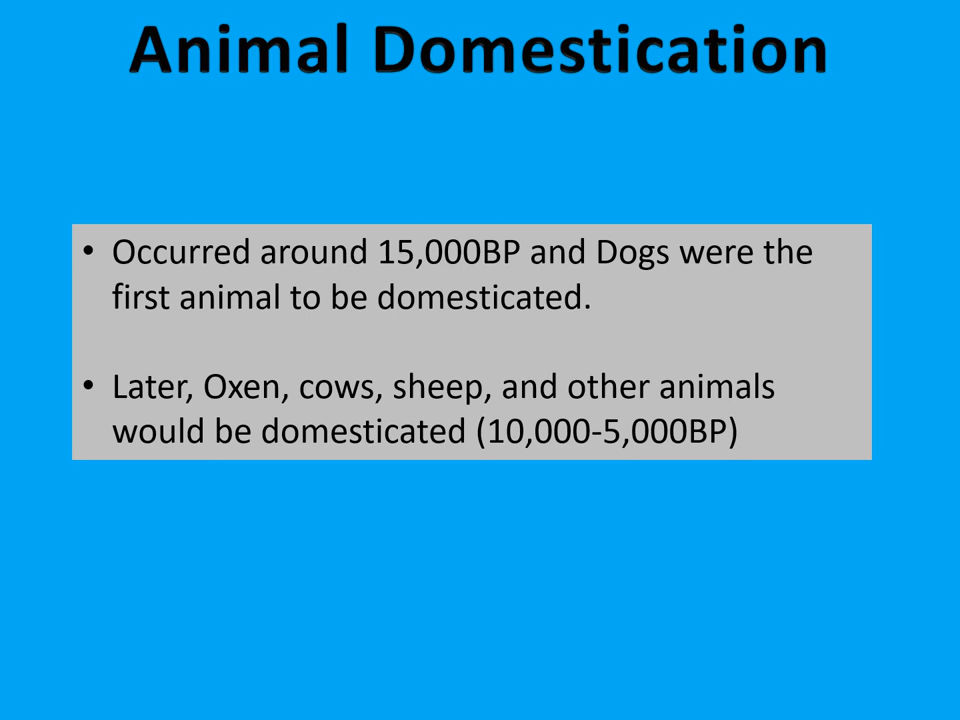 Animal Domestication
• Occurred around 15,000BP and Dogs were the
first animal to be domesticated.
• Later, Oxen, cows, sheep, and other animals
would be domesticated (10,000-5,000BP)